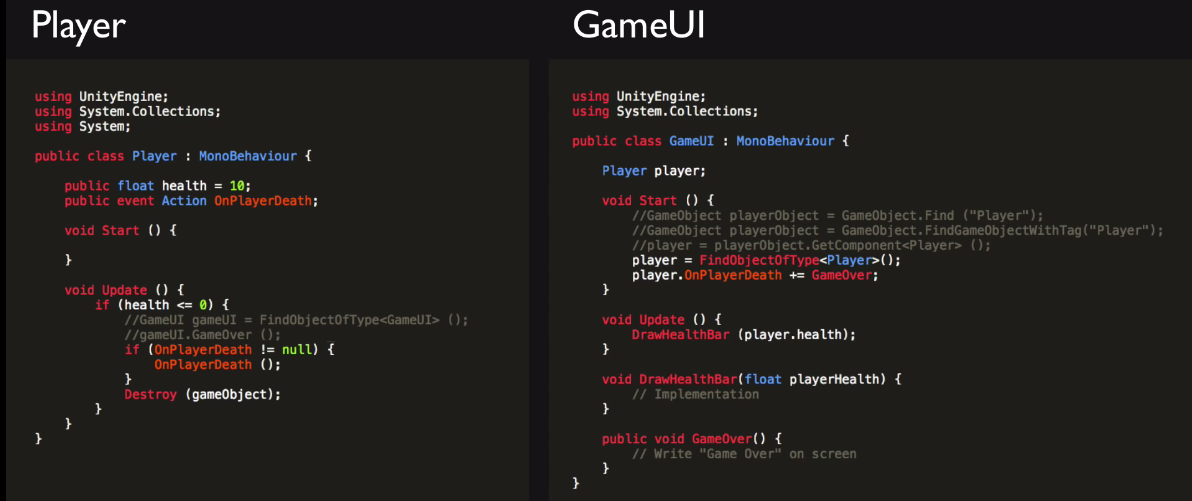 Player
using UnityEngine;
using System.Collections;
using System;
public class Player : MonoBehaviour {
public float health = 10;
public event Action OnPlayerDeath;
void Start () {
}
void Update () {
if (health <= 0) {
//GameUI gameUI = FindObjectOfType<GameUI> ();
//gameUI.GameOver ();
if (OnPlayerDeath != null) {
OnPlayerDeath ();
}
Destroy (gameObject);
}
}
}
GameUI
using UnityEngine;
using System.Collections;
public class GameUI : MonoBehaviour {
Player player;
void Start () {
//GameObject playerObject = GameObject.Find ("Player");
//GameObject playerObject = GameObject.FindGameObjectWithTag("Player");
//player = playerObject.GetComponent<Player> ();
player = FindObjectOfType<Player>();
player.OnPlayerDeath += GameOver;
}
void Update () {
DrawHealthBar (player.health);
}
void DrawHealthBar(float playerHealth) {
// Implementation
}
public void GameOver() {
// Write "Game Over" on screen
}
}